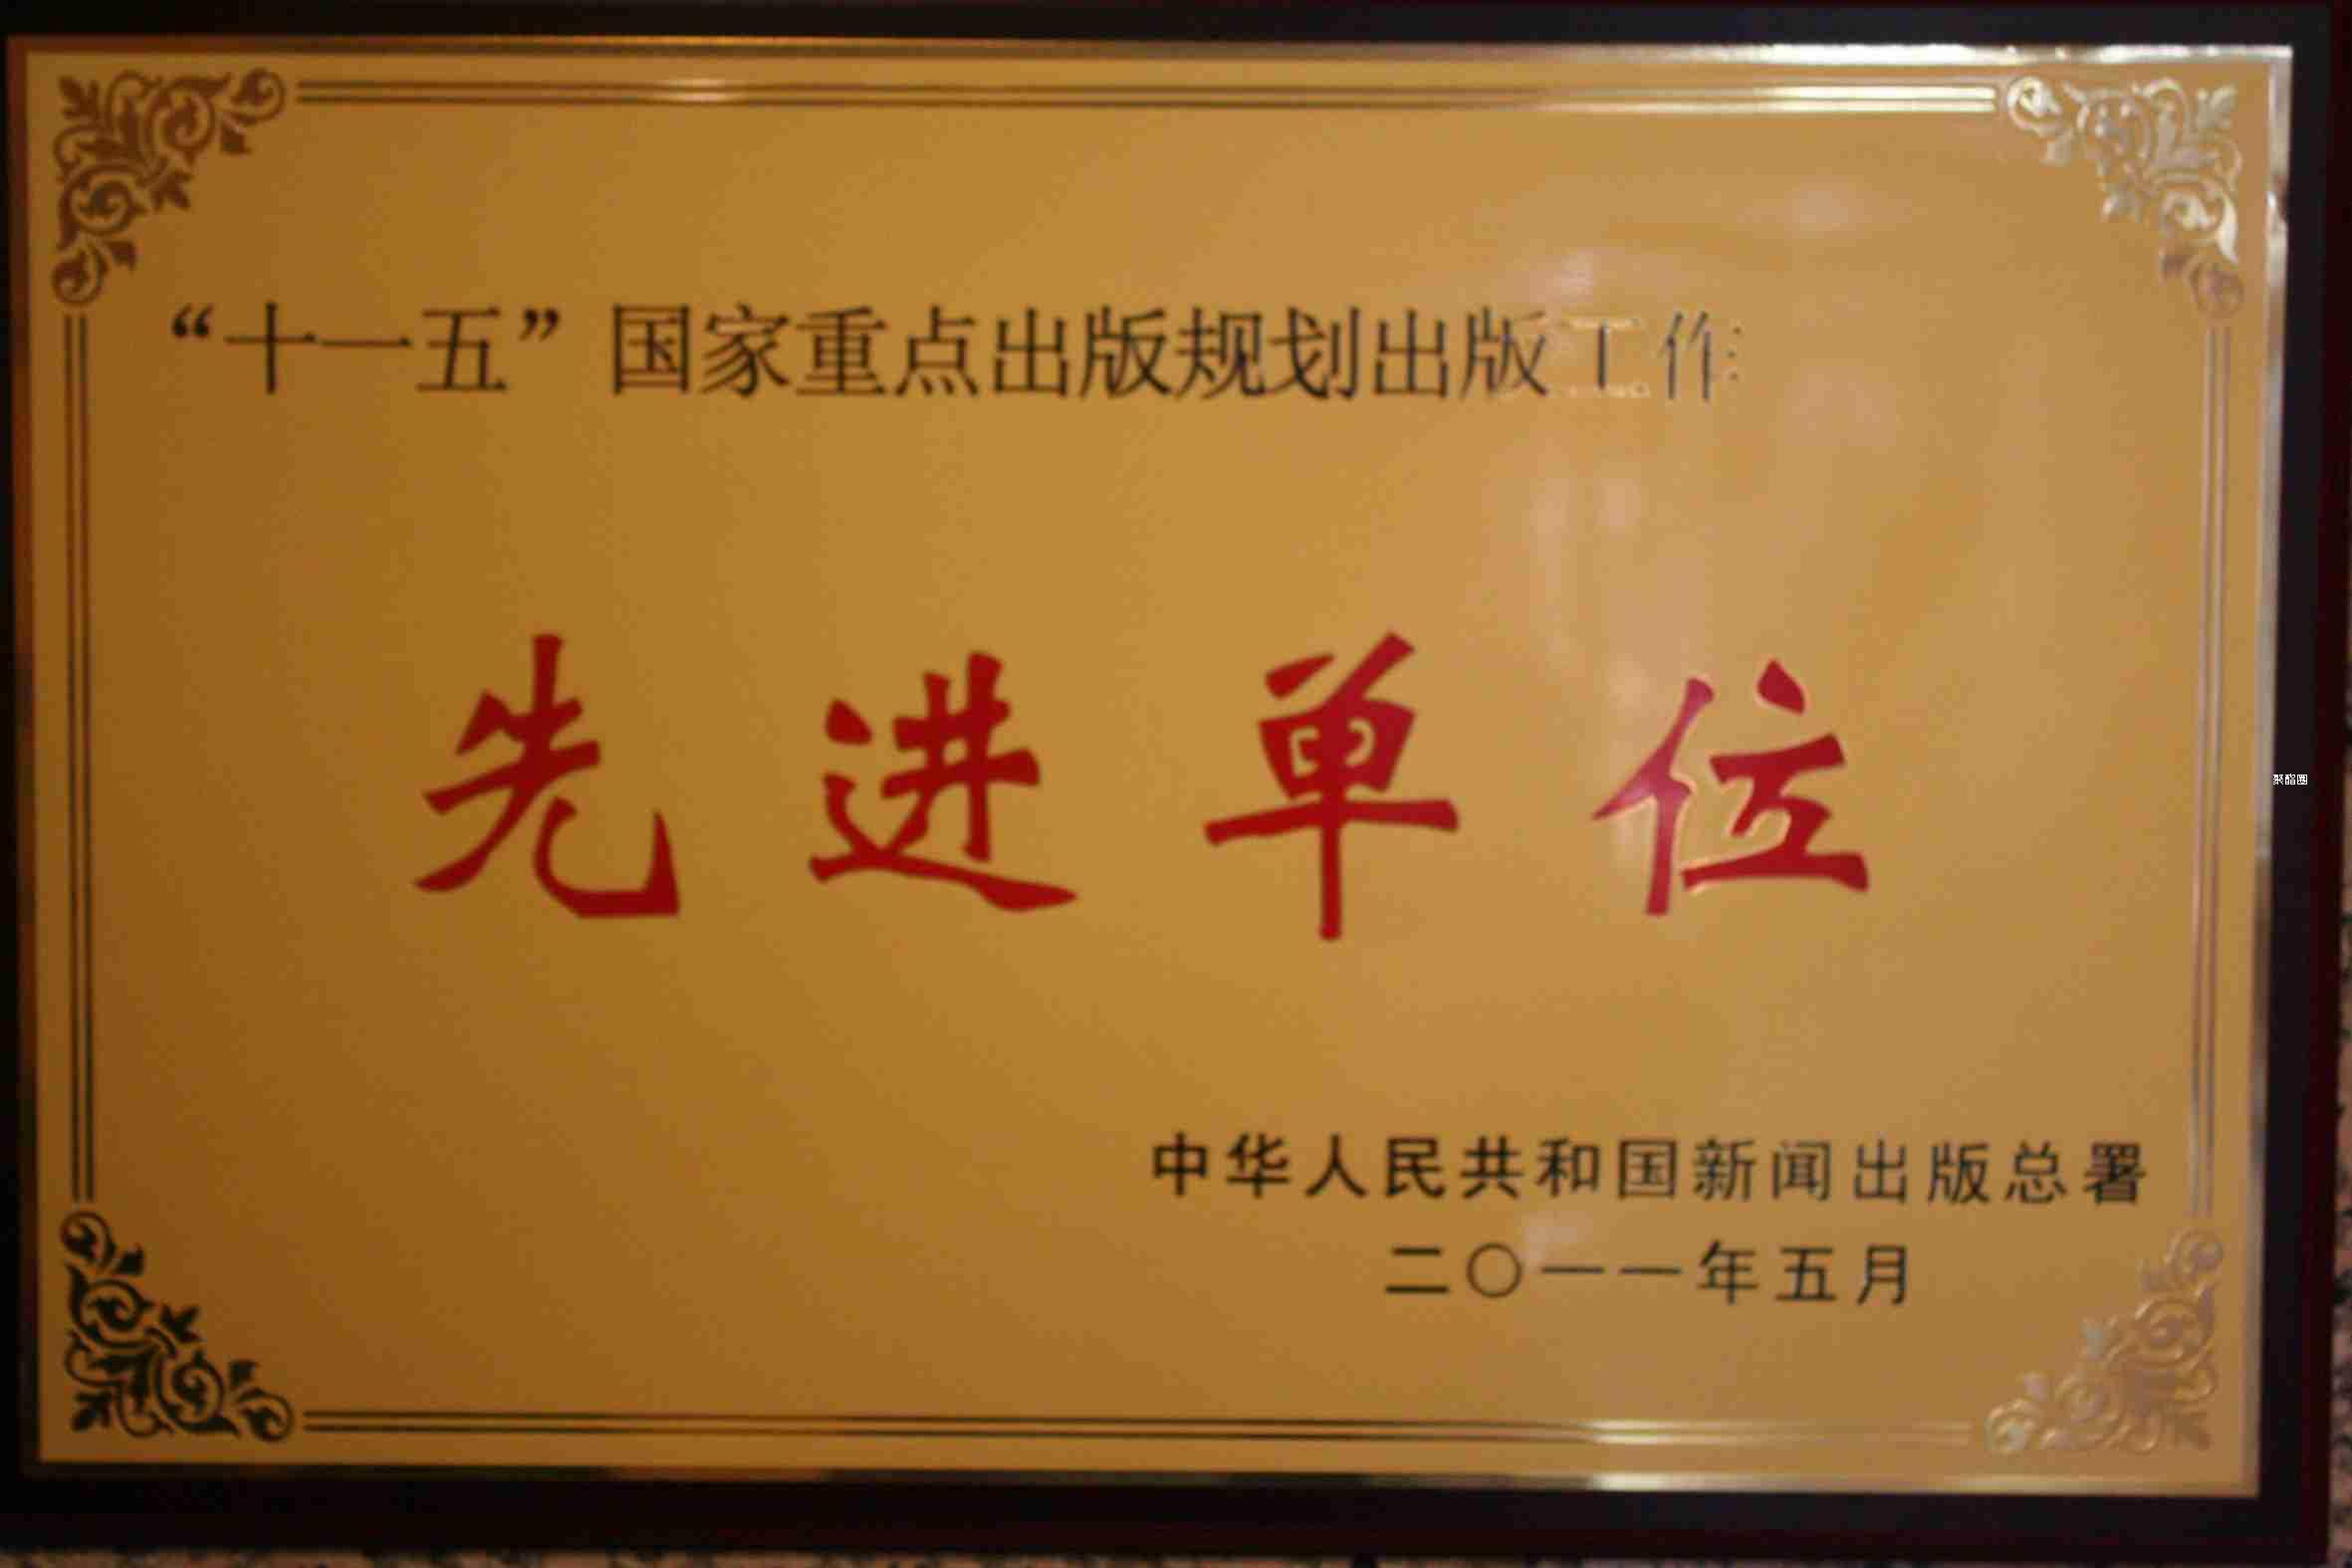 “十一五”国家重点出版规划出版工作
先进单位
中华人民共和国新闻出版总署
二〇一一年五月